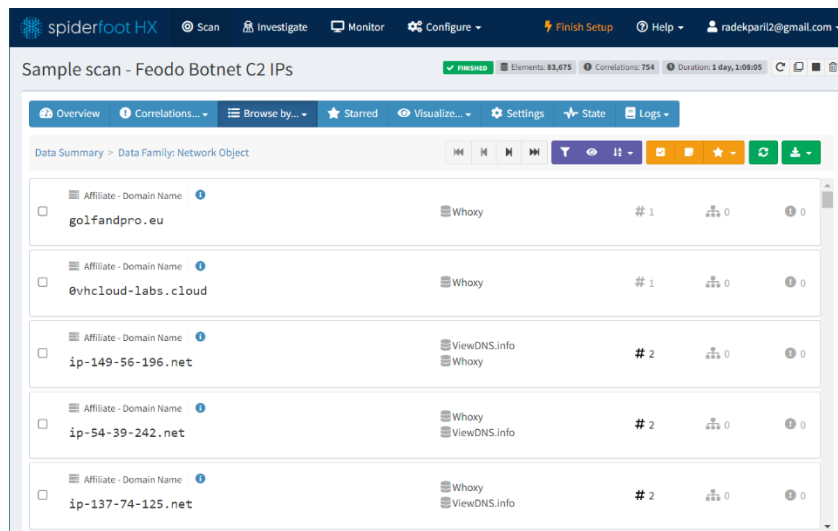 spiderfoot HX Scan Investigate Monitor Configure Finish Setup Help radekparil2@gmail.com
Sample scan - Feodo Botnet C2 IPs FINISHED Elements: 83,675 Correlations: 754 Duration: 1 day, 1:08:05
Overview Correlations... Browse by... Starred Visualize... Settings State Logs
Data Summary > Data Family: Network Object
Affiliate - Domain Name
golfandpro.eu Whoxy # 1 0 0
Affiliate - Domain Name
0vhcloud-labs.cloud Whoxy # 1 0 0
Affiliate - Domain Name
ViewDNS.info
ip-149-56-196.net Whoxy # 2 0 0
Affiliate - Domain Name
Whoxy
ip-54-39-242.net ViewDNS.info # 2 0 0
Affiliate - Domain Name
Whoxy
ip-137-74-125.net ViewDNS.info # 2 0 0